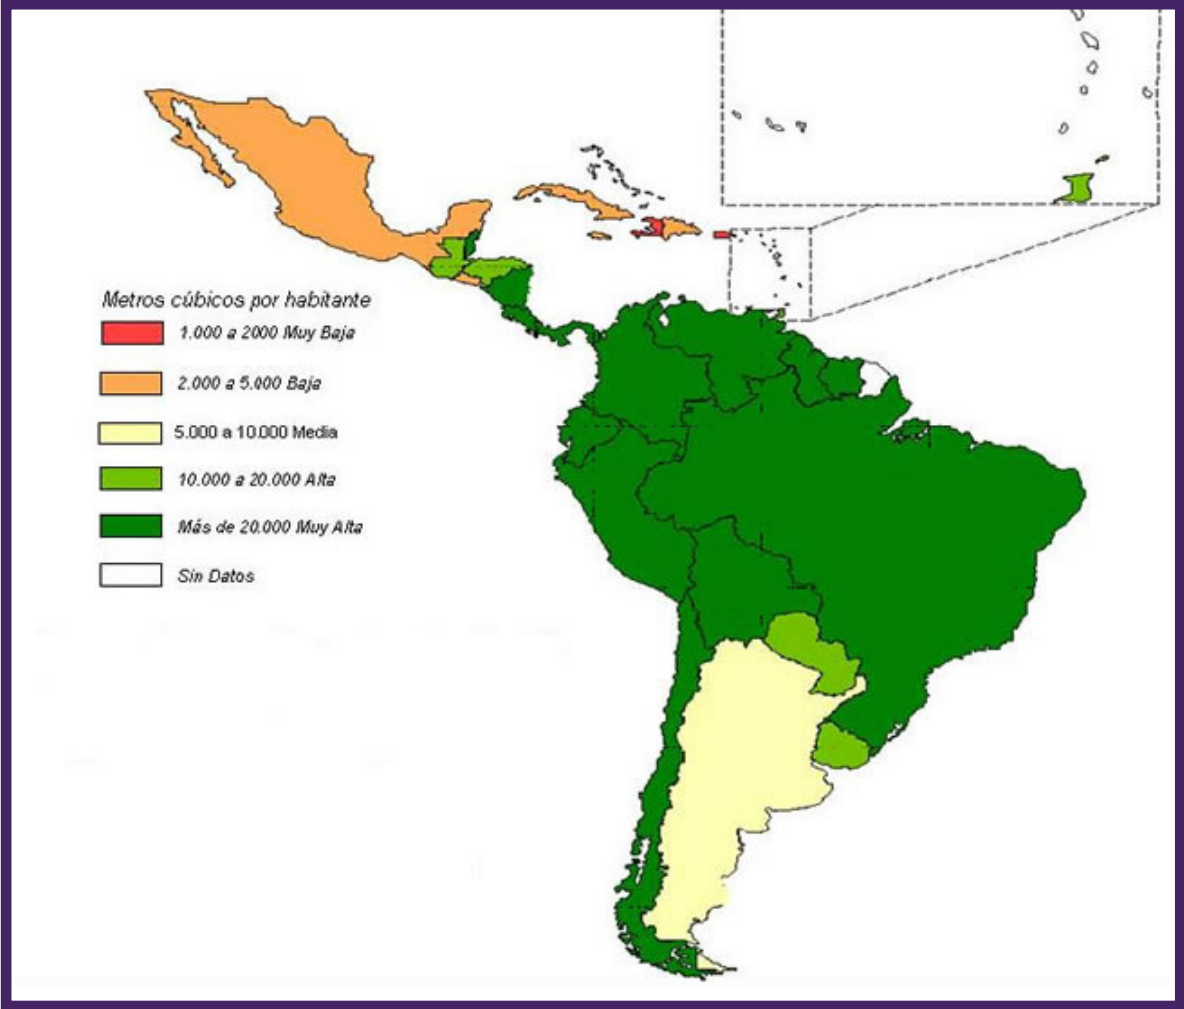 Metros cúbicos por habitante
1.000 a 2000 Muy Baja
2.000 a 5.000 Baja
5.000 a 10.000 Media
10.000 a 20.000 Alta
Más de 20.000 Muy Alta
Sin Datos